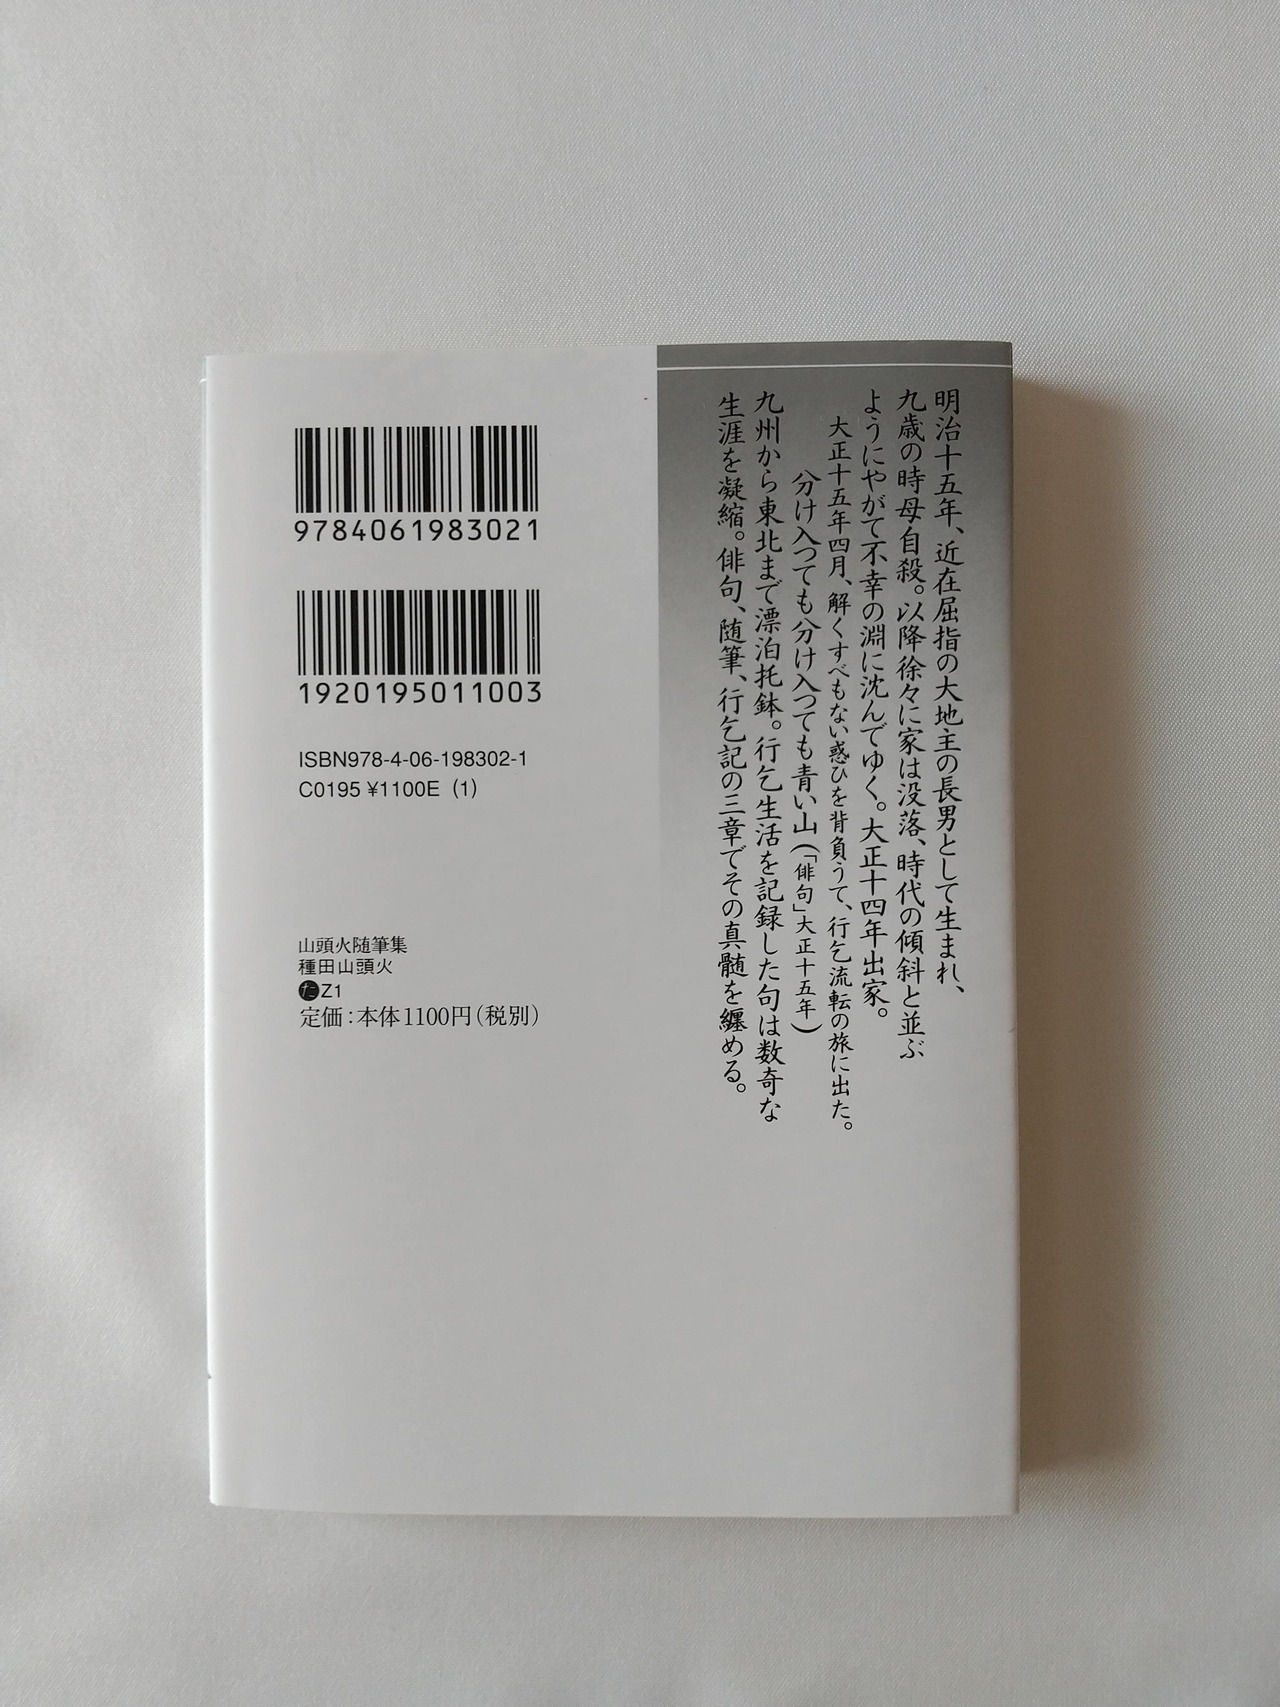 明治十五年、近在屈指の大地主の長男として生まれ、
九歳の時母自殺。以降徐々に家は没落、時代の傾斜と並ぶ
ようにやがて不幸の淵に沈んでゆく。大正十四年出家。
大正十五年四月、解くすべもない惑ひを背負うて、行乞流転の旅に出た。
分け入つても分け入つても青い山(「俳句」大正十五年)
九州から東北まで漂泊托鉢。行乞生活を記録した句は数奇な
生涯を凝縮。俳句、随筆、行乞記の三章でその真髄を纏める。
9784061983021
1920195011003
ISBN978-4-06-198302-1
C0195 ¥1100E (1)
山頭火随筆集
種田山頭火
たZ1
定価:本体1100円(税別)